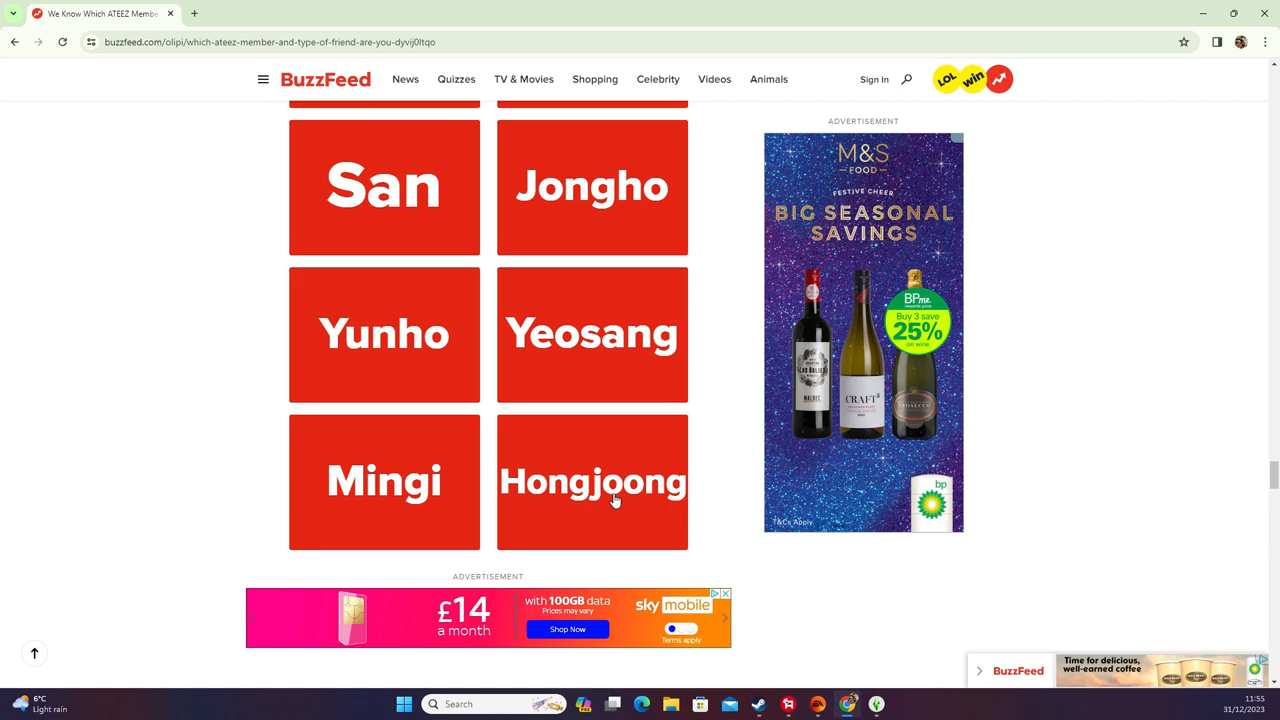 We Know Which ATEEZ Membe
buzzfeed.com/olipi/which-ateez-member-and-type-of-friend-are-you-dyvij0ltqo
BuzzFeed
News
Quizzes
TV & Movies
Shopping
Celebrity
Videos
Animals
Sign In
LOL
win
ADVERTISEMENT
San
Jongho
Yunho
Yeosang
Mingi
Hongjoong
M&S
FOOD
FESTIVE CHEER
BIG SEASONAL
SAVINGS
BPme
Buy 3 save
25%
on wine
MALBEC
CRAFT
PROSECCO
bp
T&Cs Apply
ADVERTISEMENT
£14
a month
with 100GB data
Prices may vary
Shop Now
sky mobile
Terms apply
BuzzFeed
Time for delicious,
well-earned coffee
6°C
Light rain
Search
11:55
31/12/2023